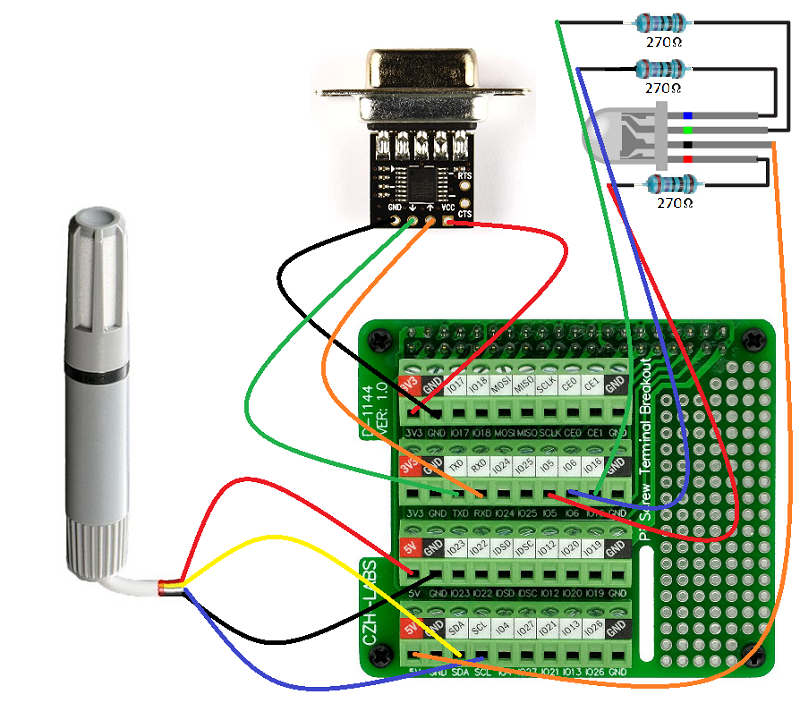 270Ω
270Ω
270Ω
RTS
GND VCC
CTS
3V3 GND IO17 IO18 MOSI MISO SCLK CE0 CE1 GND
3V3 GND IO17 IO18 MOSI MISO SCLK CE0 CE1 GND
3V3 GND TXD RXD IO24 IO25 IO5 IO6 IO16 GND
3V3 GND TXD RXD IO24 IO25 IO5 IO6 IO16 GND
5V GND IO23 IO22 IDSD IDSC IO12 IO20 IO19 GND
5V GND IO23 IO22 IDSD IDSC IO12 IO20 IO19 GND
5V GND SDA SCL IO4 IO27 IO21 IO13 IO26 GND
5V GND SDA SCL IO4 IO27 IO21 IO13 IO26 GND
D-1144
VER: 1.0
CZH-LABS
Screw Terminal Breakout